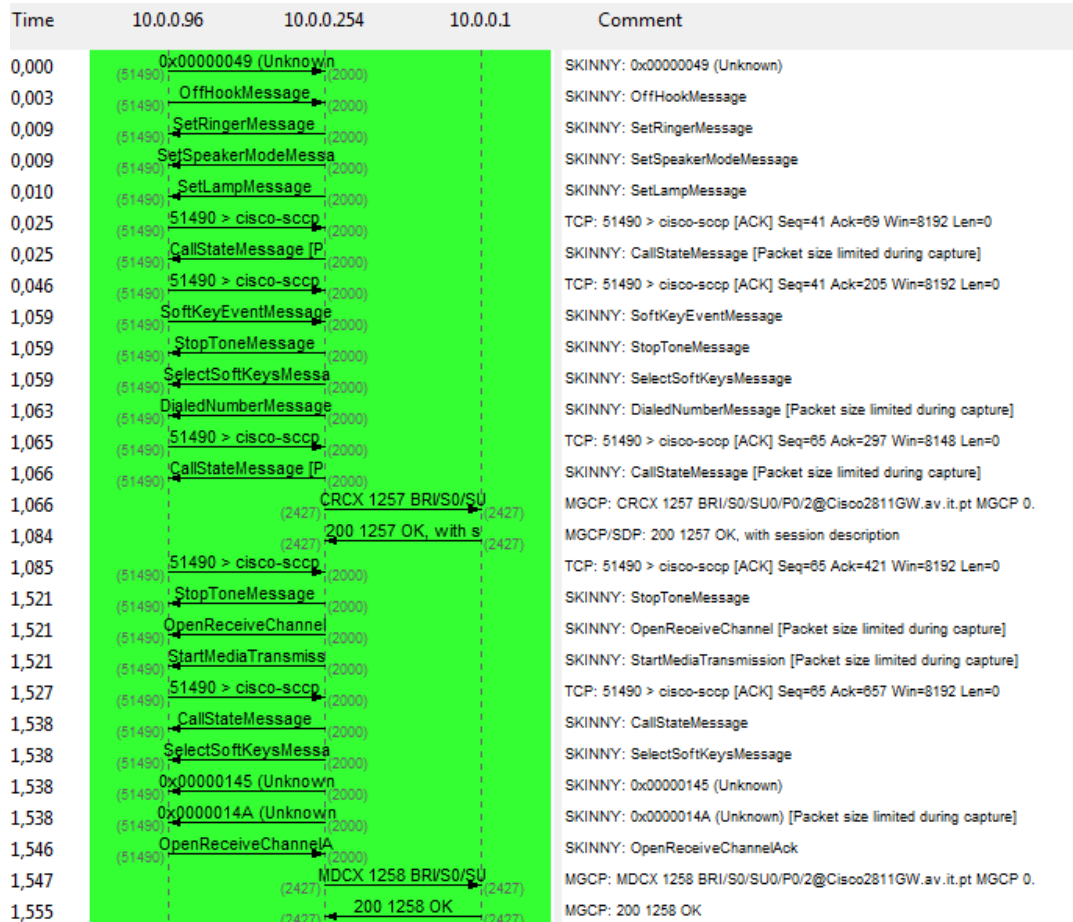 Time 10.0.0.96 10.0.0.254 10.0.0.1 Comment
0,000 (51490) 0x00000049 (Unknown (2000) SKINNY: 0x00000049 (Unknown)
0,003 (51490) OffHookMessage (2000) SKINNY: OffHookMessage
0,009 (51490) SetRingerMessage (2000) SKINNY: SetRingerMessage
0,009 (51490) SetSpeakerModeMessa (2000) SKINNY: SetSpeakerModeMessage
0,010 (51490) SetLampMessage (2000) SKINNY: SetLampMessage
0,025 (51490) 51490 > cisco-sccp (2000) TCP: 51490 > cisco-sccp [ACK] Seq=41 Ack=69 Win=8192 Len=0
0,025 (51490) CallStateMessage [P (2000) SKINNY: CallStateMessage [Packet size limited during capture]
0,046 (51490) 51490 > cisco-sccp (2000) TCP: 51490 > cisco-sccp [ACK] Seq=41 Ack=205 Win=8192 Len=0
1,059 (51490) SoftKeyEventMessage (2000) SKINNY: SoftKeyEventMessage
1,059 (51490) StopToneMessage (2000) SKINNY: StopToneMessage
1,059 (51490) SelectSoftKeysMessa (2000) SKINNY: SelectSoftKeysMessage
1,063 (51490) DialedNumberMessage (2000) SKINNY: DialedNumberMessage [Packet size limited during capture]
1,065 (51490) 51490 > cisco-sccp (2000) TCP: 51490 > cisco-sccp [ACK] Seq=65 Ack=297 Win=8148 Len=0
1,066 (51490) CallStateMessage [P (2000) SKINNY: CallStateMessage [Packet size limited during capture]
1,066 (2427) CRCX 1257 BRI/S0/SU (2427) MGCP: CRCX 1257 BRI/S0/SU0/P0/2@Cisco2811GW.av.it.pt MGCP 0.
1,084 (2427) 200 1257 OK, with s (2427) MGCP/SDP: 200 1257 OK, with session description
1,085 (51490) 51490 > cisco-sccp (2000) TCP: 51490 > cisco-sccp [ACK] Seq=65 Ack=421 Win=8192 Len=0
1,521 (51490) StopToneMessage (2000) SKINNY: StopToneMessage
1,521 (51490) OpenReceiveChannel (2000) SKINNY: OpenReceiveChannel [Packet size limited during capture]
1,521 (51490) StartMediaTransmiss (2000) SKINNY: StartMediaTransmission [Packet size limited during capture]
1,527 (51490) 51490 > cisco-sccp (2000) TCP: 51490 > cisco-sccp [ACK] Seq=65 Ack=657 Win=8192 Len=0
1,538 (51490) CallStateMessage (2000) SKINNY: CallStateMessage
1,538 (51490) SelectSoftKeysMessa (2000) SKINNY: SelectSoftKeysMessage
1,538 (51490) 0x00000145 (Unknown (2000) SKINNY: 0x00000145 (Unknown)
1,538 (51490) 0x0000014A (Unknown (2000) SKINNY: 0x0000014A (Unknown) [Packet size limited during capture]
1,546 (51490) OpenReceiveChannelA (2000) SKINNY: OpenReceiveChannelAck
1,547 (2427) MDCX 1258 BRI/S0/SU (2427) MGCP: MDCX 1258 BRI/S0/SU0/P0/2@Cisco2811GW.av.it.pt MGCP 0.
1,555 (2427) 200 1258 OK (2427) MGCP: 200 1258 OK